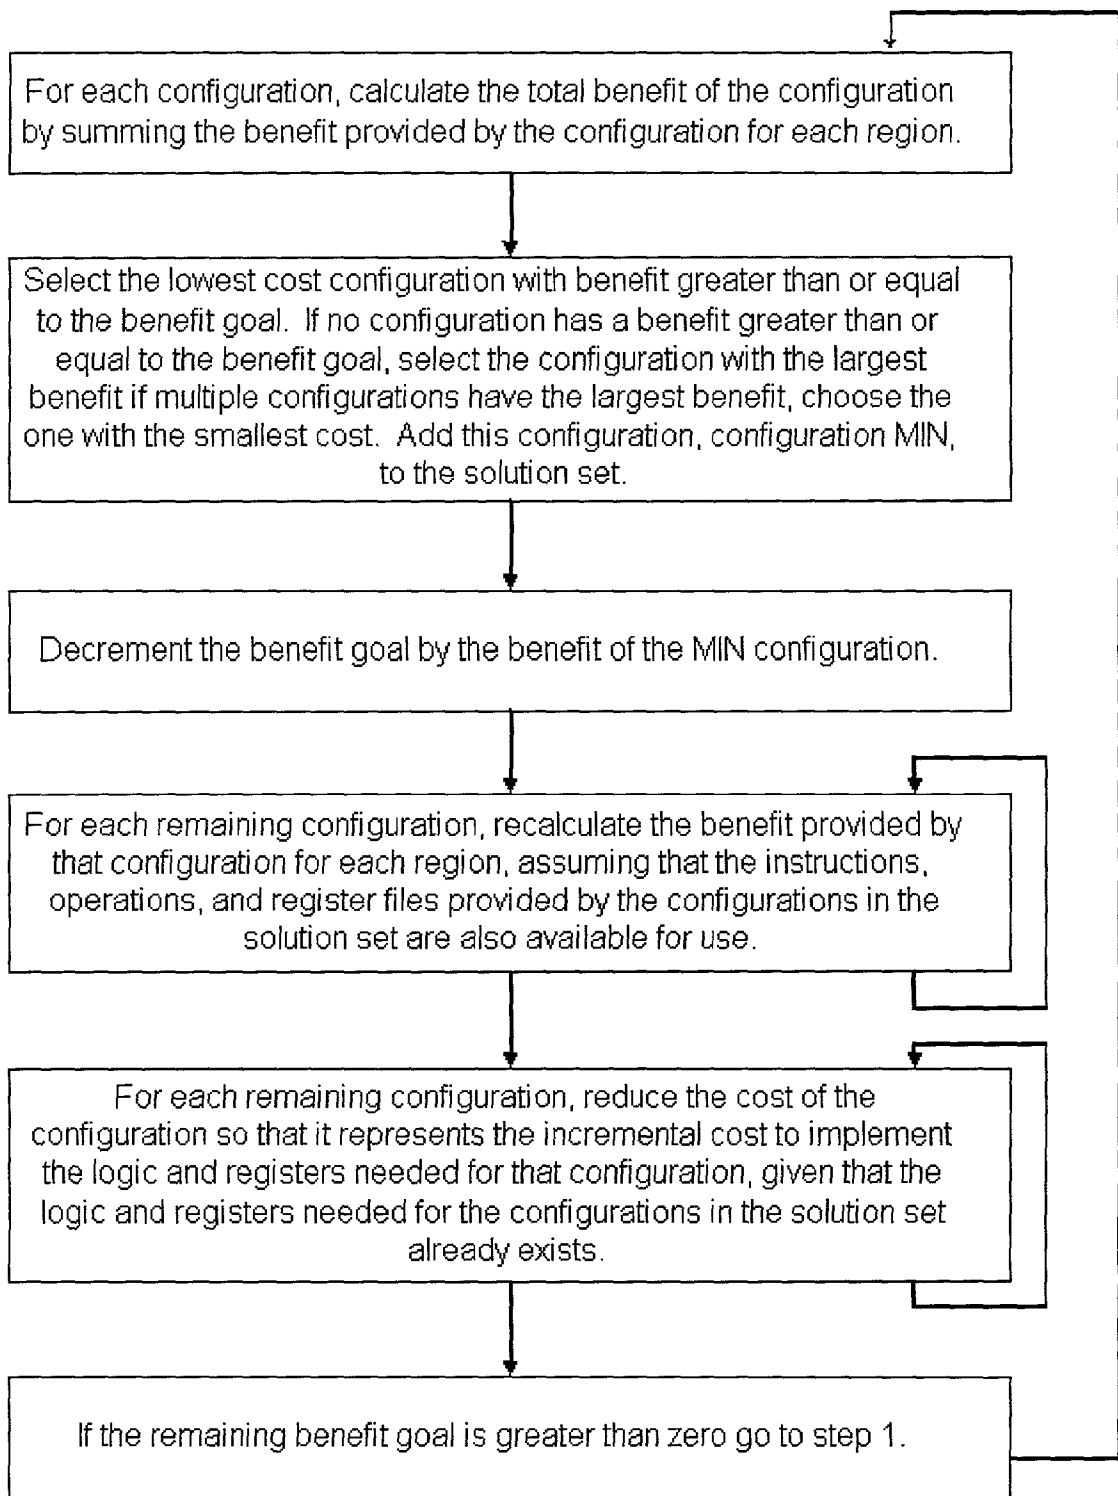 For each configuration, calculate the total benefit of the configuration
by summing the benefit provided by the configuration for each region.
Select the lowest cost configuration with benefit greater than or equal
to the benefit goal. If no configuration has a benefit greater than or
equal to the benefit goal, select the configuration with the largest
benefit if multiple configurations have the largest benefit, choose the
one with the smallest cost. Add this configuration, configuration MIN,
to the solution set.
Decrement the benefit goal by the benefit of the MIN configuration.
For each remaining configuration, recalculate the benefit provided by
that configuration for each region, assuming that the instructions,
operations, and register files provided by the configurations in the
solution set are also available for use.
For each remaining configuration, reduce the cost of the
configuration so that it represents the incremental cost to implement
the logic and registers needed for that configuration, given that the
logic and registers needed for the configurations in the solution set
already exists.
If the remaining benefit goal is greater than zero go to step 1.